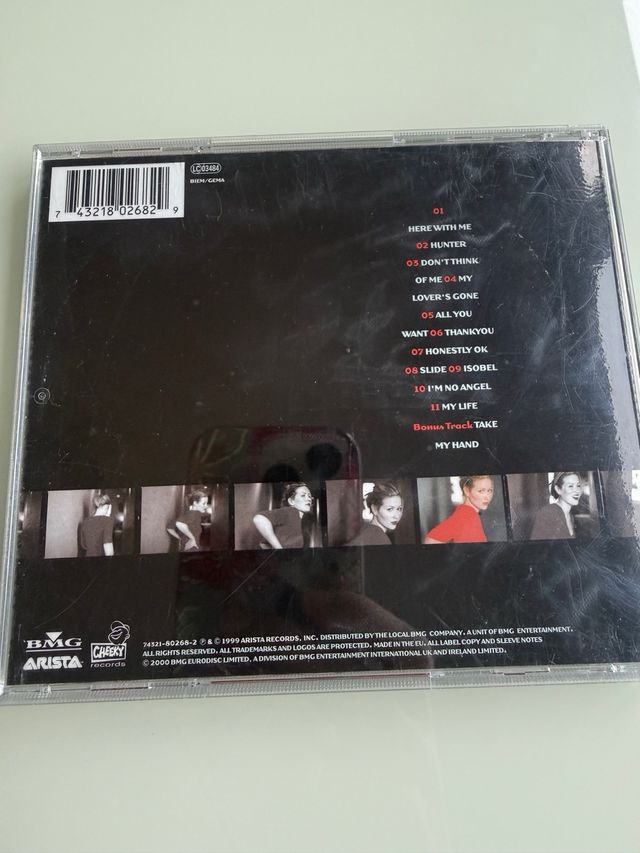 LC 03484
BIEM/GEMA
7 43218 02682 9
01
HERE WITH ME
02 HUNTER
03 DON'T THINK
OF ME 04 MY
LOVER'S GONE
05 ALL YOU
WANT 06 THANKYOU
07 HONESTLY OK
08 SLIDE 09 ISOBEL
10 I'M NO ANGEL
11 MY LIFE
Bonus Track TAKE
MY HAND
BMG
ARISTA
CHEEKY
records
74321-80268-2 ℗ & © 1999 ARISTA RECORDS, INC. DISTRIBUTED BY THE LOCAL BMG COMPANY. A UNIT OF BMG ENTERTAINMENT.
ALL RIGHTS RESERVED. ALL TRADEMARKS AND LOGOS ARE PROTECTED. MADE IN THE EU. ALL LABEL COPY AND SLEEVE NOTES
© 2000 BMG EURODISC LIMITED. A DIVISION OF BMG ENTERTAINMENT INTERNATIONAL UK AND IRELAND LIMITED.